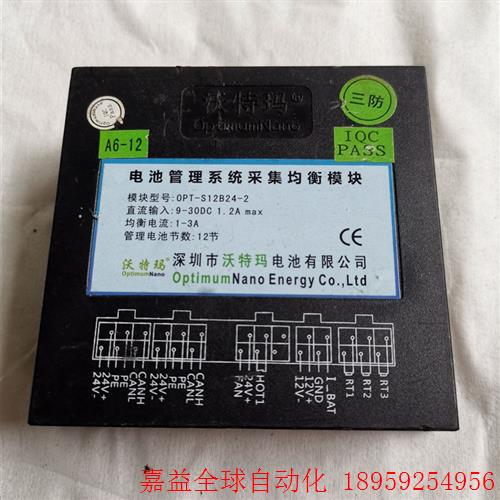 沃特玛®
OptimumNano
三防
A6-12
IQC
PASS
电池管理系统采集均衡模块
模块型号:OPT-S12B24-2
直流输入:9-30DC 1.2A max
均衡电流:1-3A
管理电池节数:12节
CE
沃特玛
OptimumNano
深圳市沃特玛电池有限公司
OptimumNano Energy Co.,Ltd
CANH
CANL
PE
PE
24V+
24V-
CANH
CANL
PE
PE
24V+
24V-
HOT1
24V+
FAN
I_BAT
GND
12V+
12V-
RT1
RT2
RT3
嘉益全球自动化 18959254956